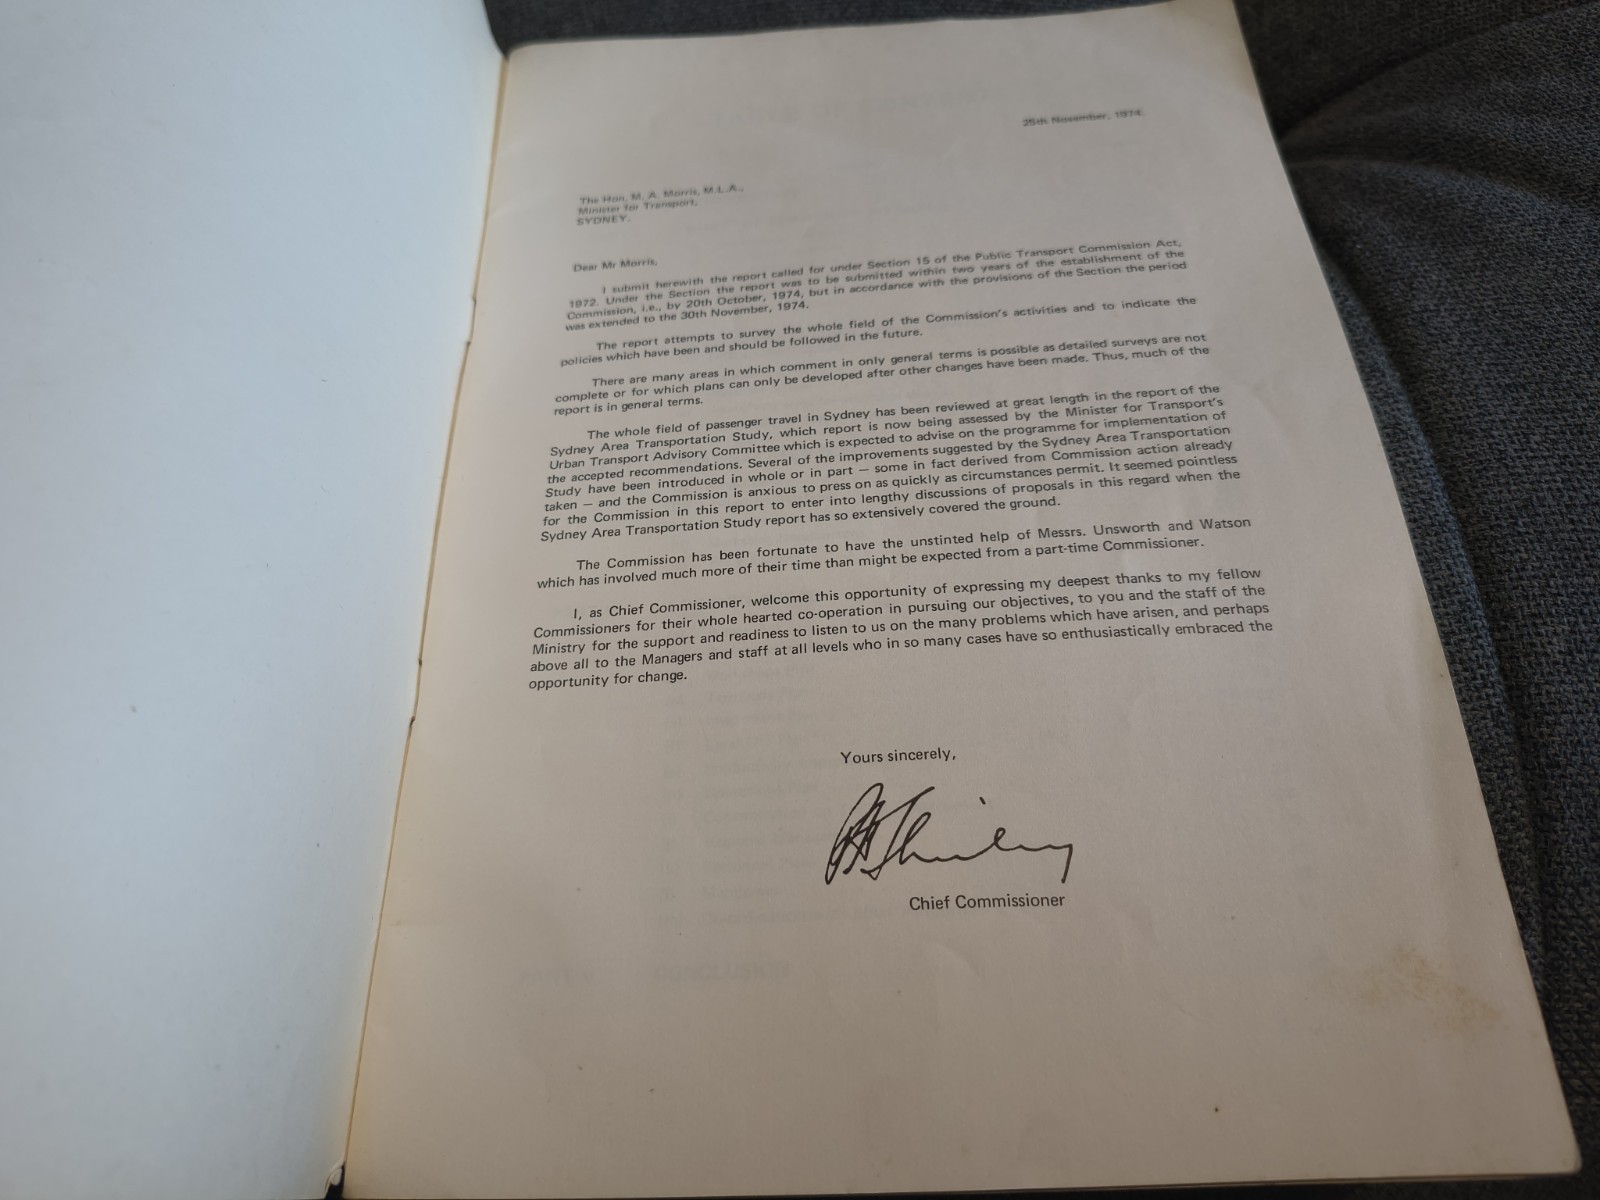 25th November, 1974.
The Hon. M. A. Morris, M.L.A.,
Minister for Transport,
SYDNEY.
Dear Mr Morris,
I submit herewith the report called for under Section 15 of the Public Transport Commission Act,
1972. Under the Section the report was to be submitted within two years of the establishment of the
Commission, i.e., by 20th October, 1974, but in accordance with the provisions of the Section the period
was extended to the 30th November, 1974.
The report attempts to survey the whole field of the Commission's activities and to indicate the
policies which have been and should be followed in the future.
There are many areas in which comment in only general terms is possible as detailed surveys are not
complete or for which plans can only be developed after other changes have been made. Thus, much of the
report is in general terms.
The whole field of passenger travel in Sydney has been reviewed at great length in the report of the
Sydney Area Transportation Study, which report is now being assessed by the Minister for Transport's
Urban Transport Advisory Committee which is expected to advise on the programme for implementation of
the accepted recommendations. Several of the improvements suggested by the Sydney Area Transportation
Study have been introduced in whole or in part — some in fact derived from Commission action already
taken — and the Commission is anxious to press on as quickly as circumstances permit. It seemed pointless
for the Commission in this report to enter into lengthy discussions of proposals in this regard when the
Sydney Area Transportation Study report has so extensively covered the ground.
The Commission has been fortunate to have the unstinted help of Messrs. Unsworth and Watson
which has involved much more of their time than might be expected from a part-time Commissioner.
I, as Chief Commissioner, welcome this opportunity of expressing my deepest thanks to my fellow
Commissioners for their whole hearted co-operation in pursuing our objectives, to you and the staff of the
Ministry for the support and readiness to listen to us on the many problems which have arisen, and perhaps
above all to the Managers and staff at all levels who in so many cases have so enthusiastically embraced the
opportunity for change.
Yours sincerely,
Chief Commissioner